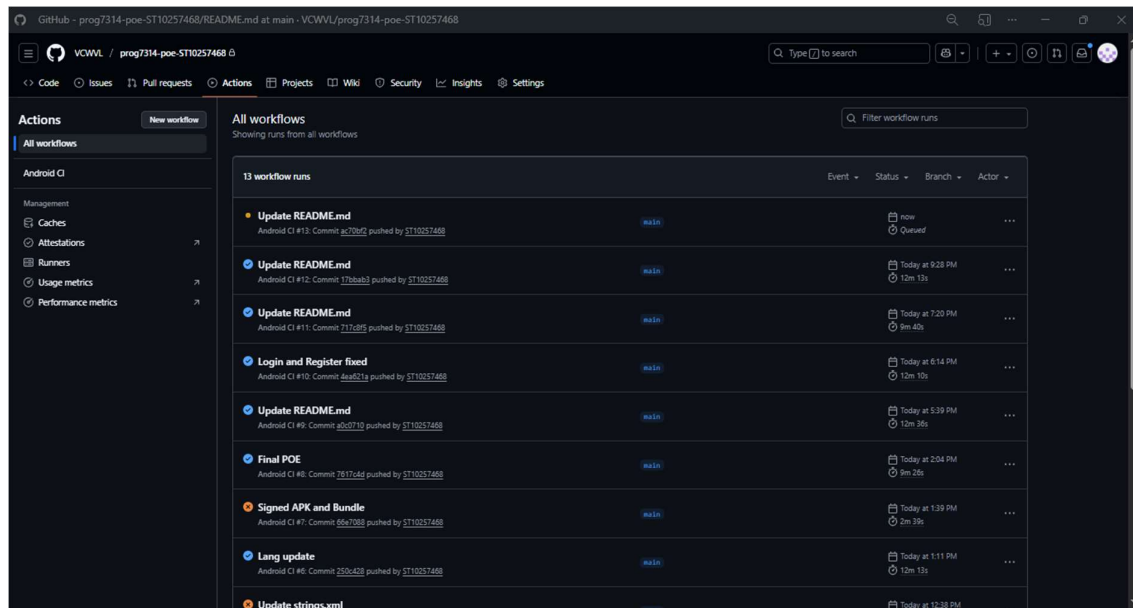 GitHub - prog7314-poe-ST10257468/README.md at main · VCWVL/prog7314-poe-ST10257468
VCWVL / prog7314-poe-ST10257468
Type / to search
Code Issues Pull requests Actions Projects Wiki Security Insights Settings
Actions
New workflow
All workflows
Android CI
Management
Caches
Attestations
Runners
Usage metrics
Performance metrics
All workflows
Showing runs from all workflows
Filter workflow runs
13 workflow runs
Event Status Branch Actor
Update README.md
Android CI #13: Commit ac70bf2 pushed by ST10257468
main
now
Queued
Update README.md
Android CI #12: Commit 17bbab3 pushed by ST10257468
main
Today at 9:28 PM
12m 13s
Update README.md
Android CI #11: Commit 717c8f5 pushed by ST10257468
main
Today at 7:20 PM
9m 40s
Login and Register fixed
Android CI #10: Commit 4ea621a pushed by ST10257468
main
Today at 6:14 PM
12m 10s
Update README.md
Android CI #9: Commit a0c0710 pushed by ST10257468
main
Today at 5:39 PM
12m 36s
Final POE
Android CI #8: Commit 7617c4d pushed by ST10257468
main
Today at 2:04 PM
9m 26s
Signed APK and Bundle
Android CI #7: Commit 66e7088 pushed by ST10257468
main
Today at 1:39 PM
2m 39s
Lang update
Android CI #6: Commit 250c428 pushed by ST10257468
main
Today at 1:11 PM
12m 13s
Update strings.xml
Today at 12:38 PM